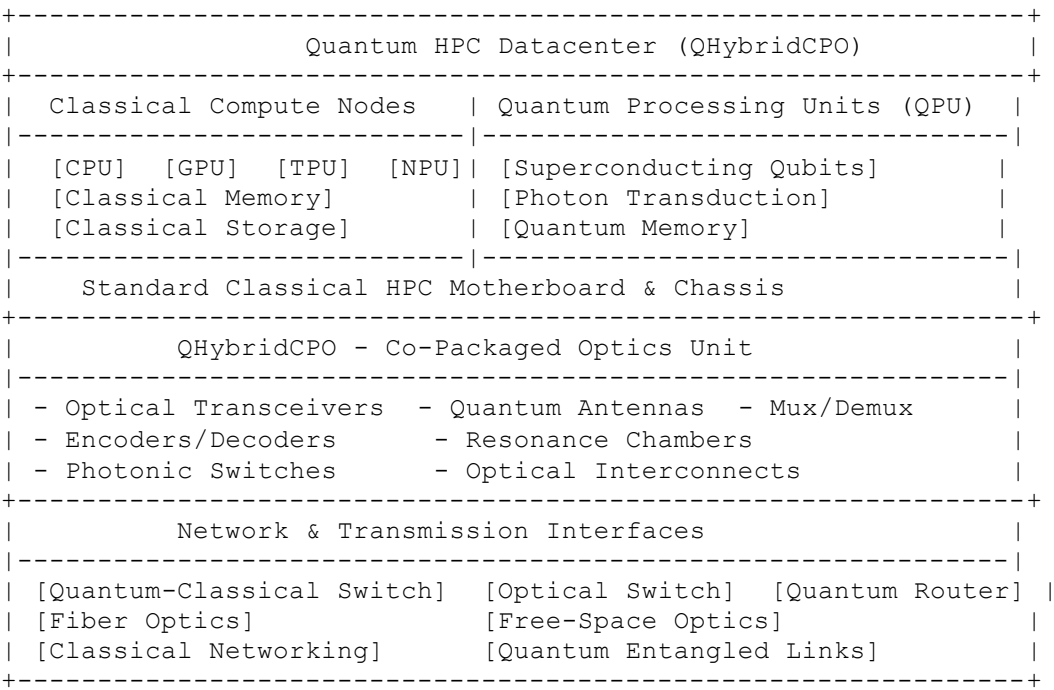 +----------------------------------------------------------------+
| Quantum HPC Datacenter (QHybridCPO) |
+----------------------------------------------------------------+
| Classical Compute Nodes | Quantum Processing Units (QPU) |
|----------------------------|---------------------------------|
| [CPU] [GPU] [TPU] [NPU]| [Superconducting Qubits] |
| [Classical Memory] | [Photon Transduction] |
| [Classical Storage] | [Quantum Memory] |
|----------------------------|---------------------------------|
| Standard Classical HPC Motherboard & Chassis |
+----------------------------------------------------------------+
| QHybridCPO - Co-Packaged Optics Unit |
|---------------------------------------------------------------|
| - Optical Transceivers - Quantum Antennas - Mux/Demux |
| - Encoders/Decoders - Resonance Chambers |
| - Photonic Switches - Optical Interconnects |
+----------------------------------------------------------------+
| Network & Transmission Interfaces |
|---------------------------------------------------------------|
| [Quantum-Classical Switch] [Optical Switch] [Quantum Router] |
| [Fiber Optics] [Free-Space Optics] |
| [Classical Networking] [Quantum Entangled Links] |
+----------------------------------------------------------------+